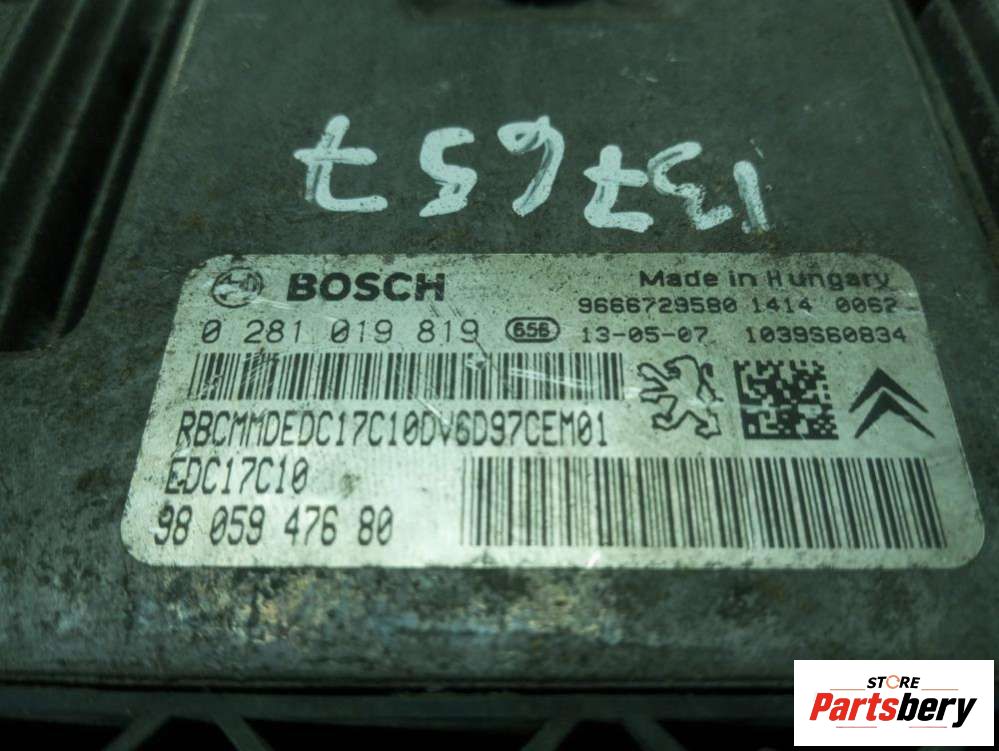 137657
BOSCH
Made in Hungary
9666729580 1414 0062
0 281 019 819 656 13-05-07 1039S60834
RBCMMDEDC17C10DV6D97CEM01
EDC17C10
98 059 476 80
STORE
Partsbery